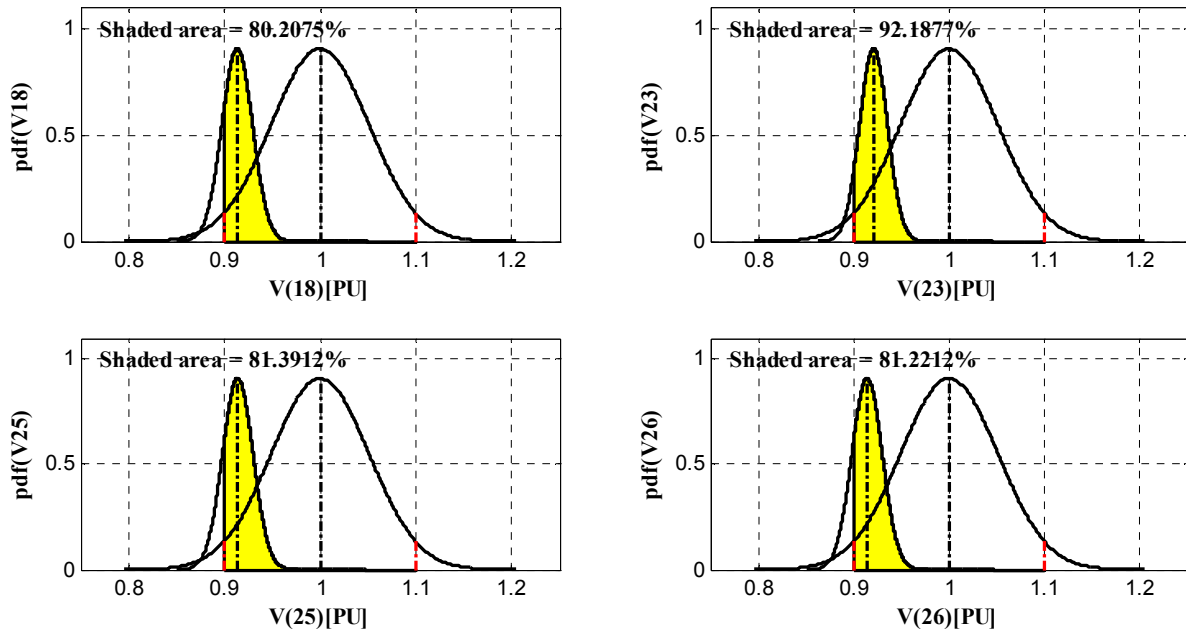 Shaded area = 80.2075%
pdf(V18)
1
0.5
0
0.8 0.9 1 1.1 1.2
V(18)[PU]
Shaded area = 92.1877%
pdf(V23)
1
0.5
0
0.8 0.9 1 1.1 1.2
V(23)[PU]
Shaded area = 81.3912%
pdf(V25)
1
0.5
0
0.8 0.9 1 1.1 1.2
V(25)[PU]
Shaded area = 81.2212%
pdf(V26)
1
0.5
0
0.8 0.9 1 1.1 1.2
V(26)[PU]